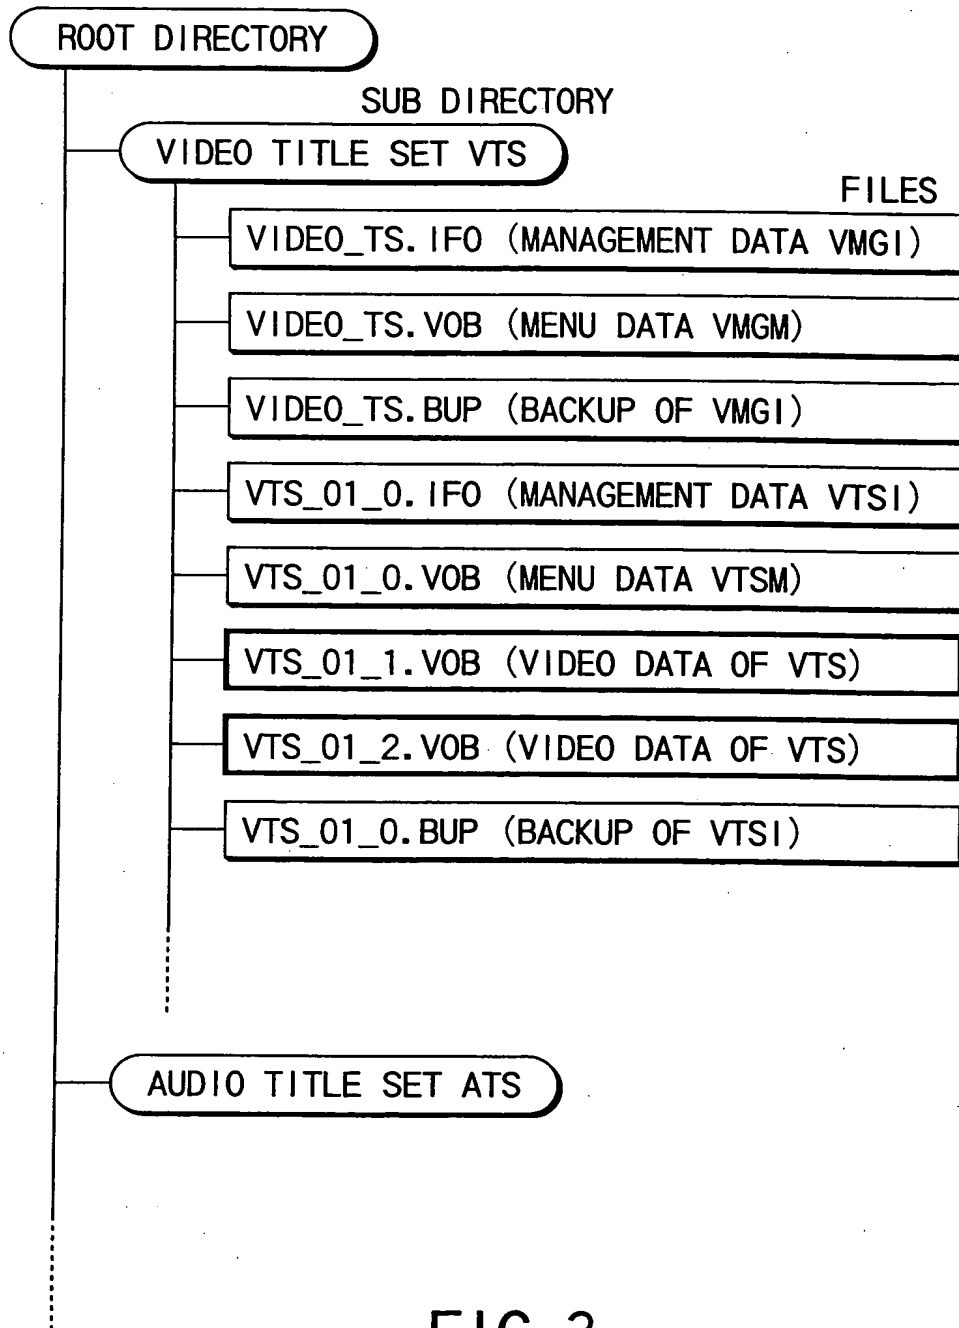 ROOT DIRECTORY
SUB DIRECTORY
VIDEO TITLE SET VTS
FILES
VIDEO_TS.IFO (MANAGEMENT DATA VMGI)
VIDEO_TS.VOB (MENU DATA VMGM)
VIDEO_TS.BUP (BACKUP OF VMGI)
VTS_01_0.IFO (MANAGEMENT DATA VTSI)
VTS_01_0.VOB (MENU DATA VTSM)
VTS_01_1.VOB (VIDEO DATA OF VTS)
VTS_01_2.VOB (VIDEO DATA OF VTS)
VTS_01_0.BUP (BACKUP OF VTSI)
AUDIO TITLE SET ATS